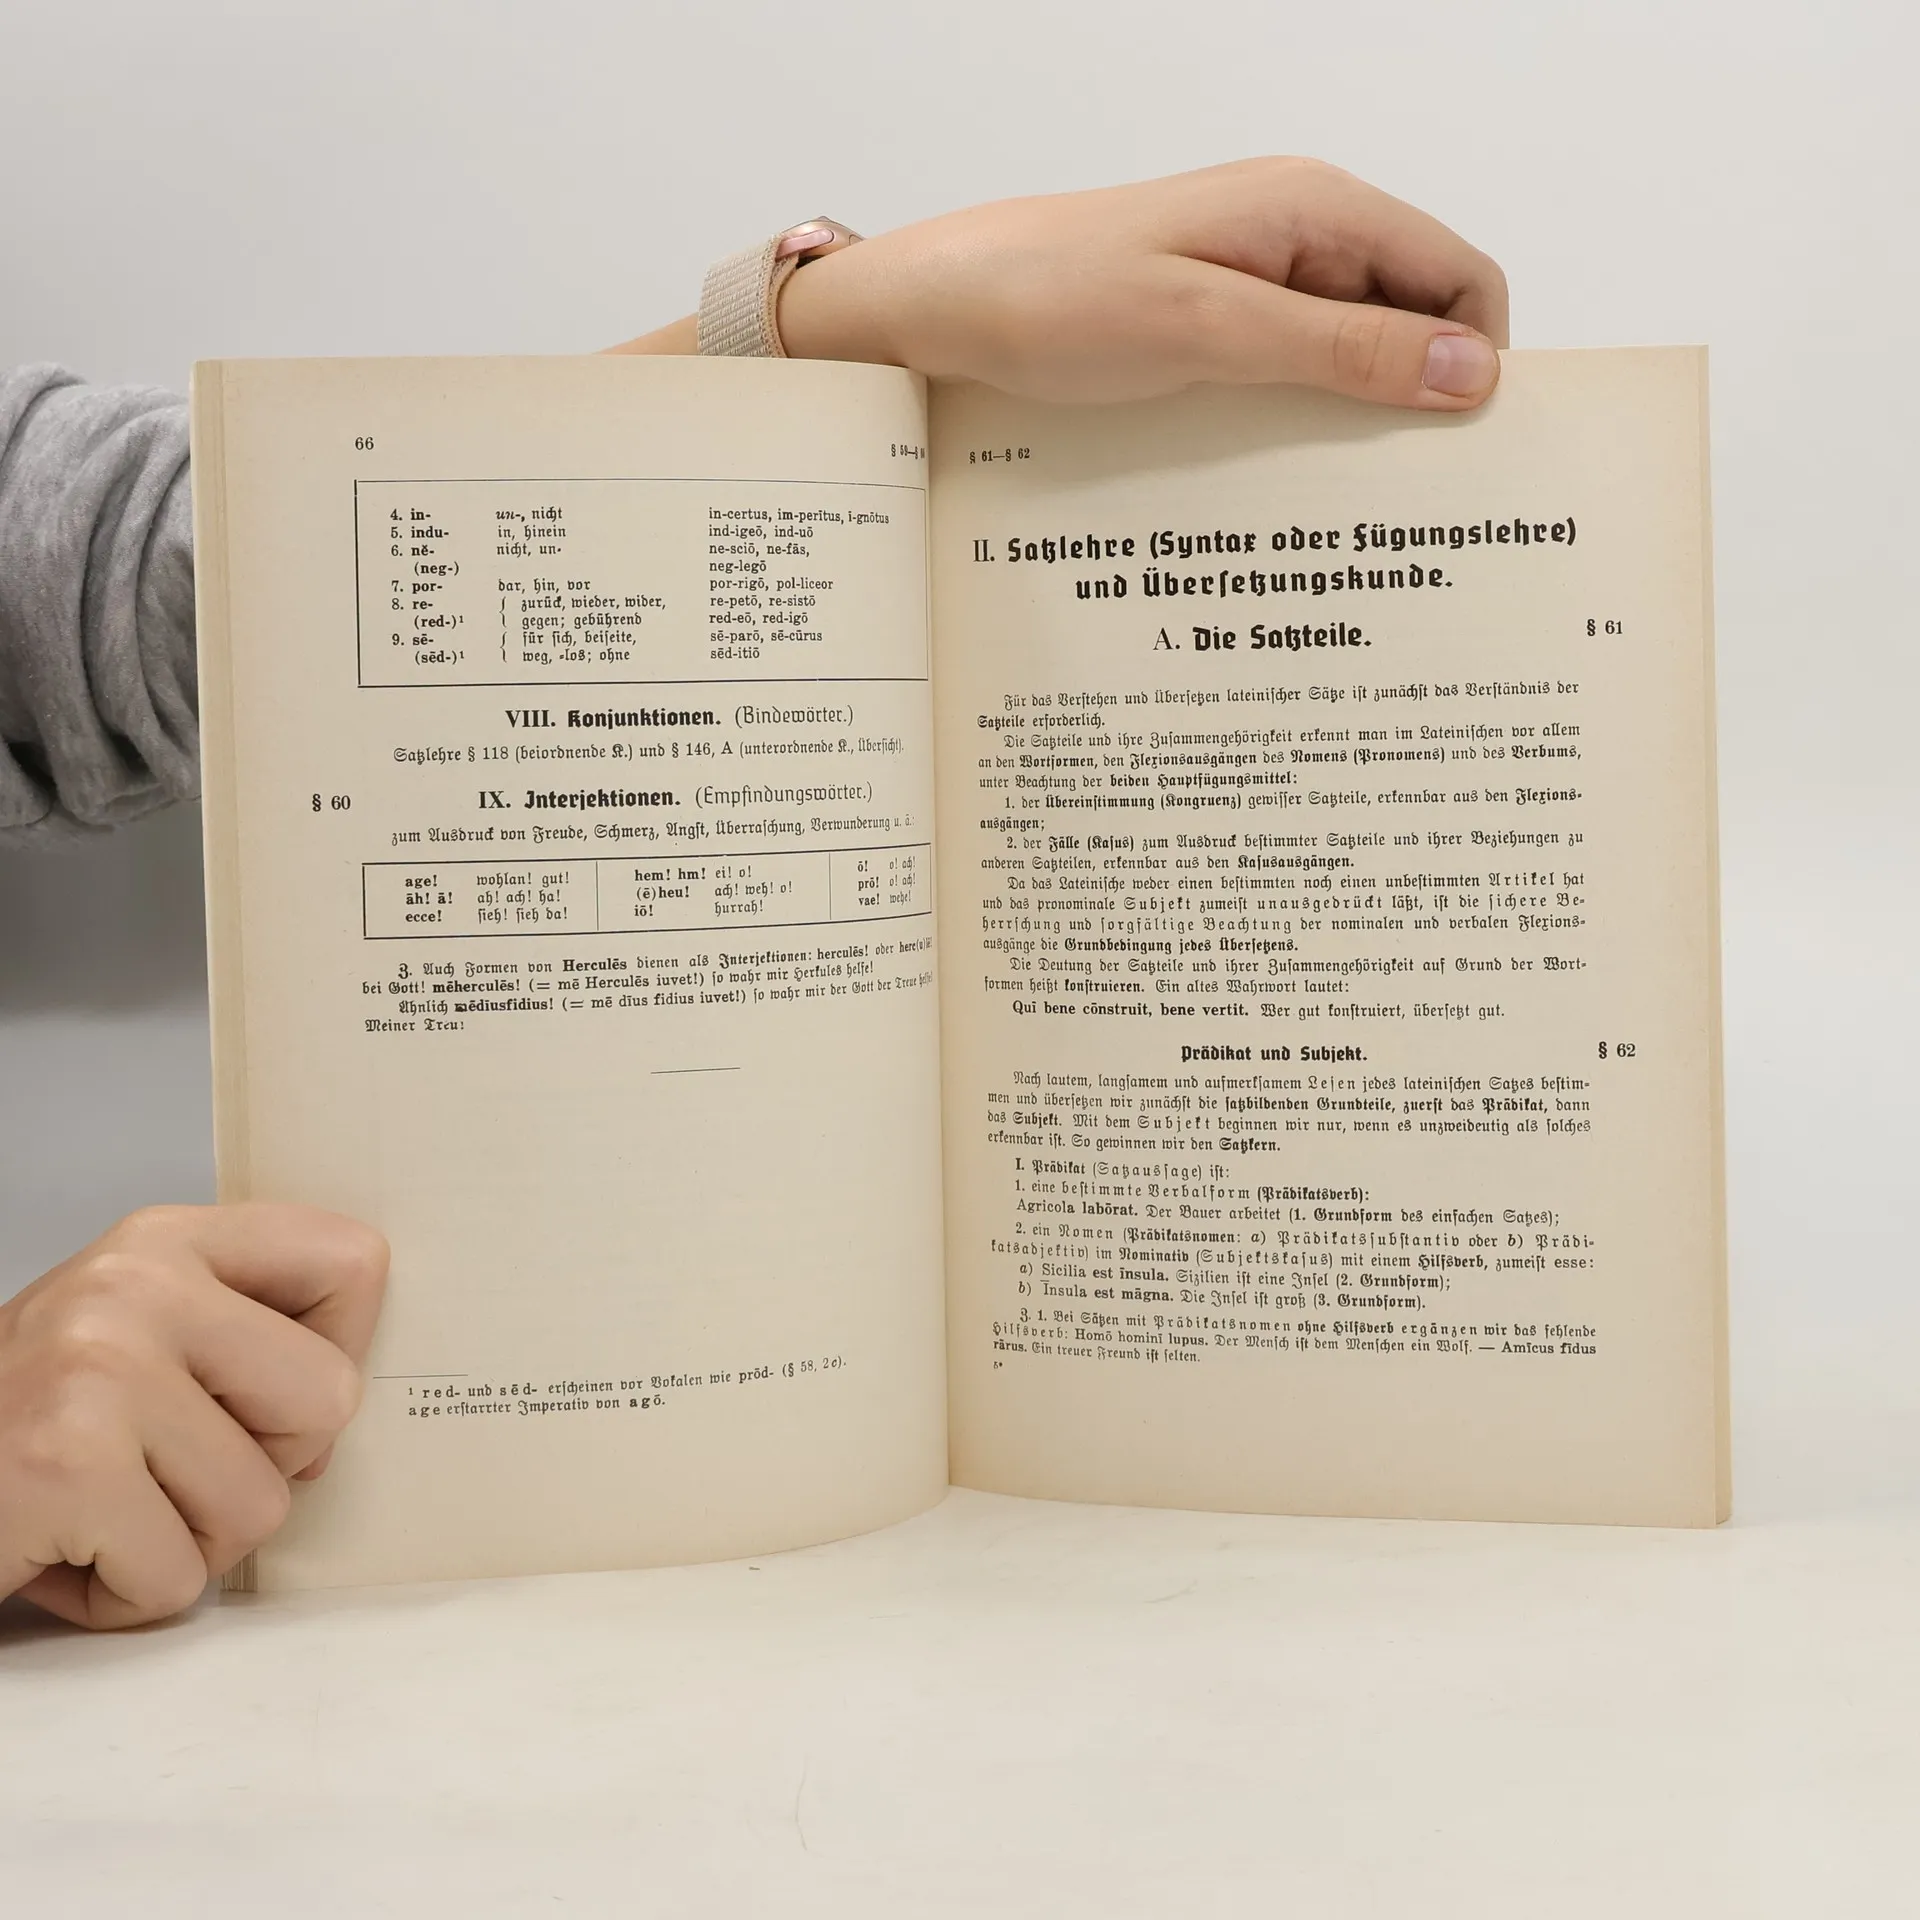 66
§ 59—§
4. in- un-, nicht in-certus, im-perītus, ī-gnōtus
5. indu- in, hinein ind-igeō, ind-uō
6. nĕ- nicht, un- ne-sciō, ne-fās,
(neg-) neg-legō
7. por- dar, hin, vor por-rigō, pol-liceor
8. re- { zurück, wieder, wider, re-petō, re-sistō
(red-)¹ gegen; gebührend red-eō, red-igō
9. sē- { für sich, beiseite, sē-parō, sē-cūrus
(sēd-)¹ weg, -los; ohne sēd-itiō
VIII. Konjunktionen. (Bindewörter.)
Satzlehre § 118 (beiordnende K.) und § 146, A (unterordnende K., Übersicht).
§ 60 IX. Interjektionen. (Empfindungswörter.)
zum Ausdruck von Freude, Schmerz, Angst, Überraschung, Verwunderung u. ä.:
age! wohlan! gut! hem! hm! ei! o! ō! o! ach!
āh! ā! ah! ach! ha! (ē)heu! ach! weh! o! prō! o! ach!
ecce! sieh! sieh da! iō! hurrah! vae! wehe!
Z. Auch Formen von Herculēs dienen als Interjektionen: herculēs! oder herc(u)le!
bei Gott! mēherculēs! (= mē Herculēs iuvet!) so wahr mir Herkules helfe!
Ähnlich mēdiusfidius! (= mē dīus fidius iuvet!) so wahr mir der Gott der Treue helfe!
Meiner Treu!
¹ red- und sēd- erscheinen vor Vokalen wie prōd- (§ 58, 2c).
age erstarrter Imperativ von agō.
§ 61—§ 62
II. Satzlehre (Syntax oder Fügungslehre)
und Übersetzungskunde.
A. Die Satzteile. § 61
Für das Verstehen und Übersetzen lateinischer Sätze ist zunächst das Verständnis der
Satzteile erforderlich.
Die Satzteile und ihre Zusammengehörigkeit erkennt man im Lateinischen vor allem
an den Wortformen, den Flexionsausgängen des Nomens (Pronomens) und des Verbums,
unter Beachtung der beiden Hauptfügungsmittel:
1. der Übereinstimmung (Kongruenz) gewisser Satzteile, erkennbar aus den Flexions-
ausgängen;
2. der Fälle (Kasus) zum Ausdruck bestimmter Satzteile und ihrer Beziehungen zu
anderen Satzteilen, erkennbar aus den Kasusausgängen.
Da das Lateinische weder einen bestimmten noch einen unbestimmten Artikel hat
und das pronominale Subjekt zumeist unausgedrückt läßt, ist die sichere Be-
herrschung und sorgfältige Beachtung der nominalen und verbalen Flexions-
ausgänge die Grundbedingung jedes Übersetzens.
Die Deutung der Satzteile und ihrer Zusammengehörigkeit auf Grund der Wort-
formen heißt konstruieren. Ein altes Wahrwort lautet:
Quī bene cōnstruit, bene vertit. Wer gut konstruiert, übersetzt gut.
Prädikat und Subjekt. § 62
Nach lautem, langsamem und aufmerksamem Lesen jedes lateinischen Satzes bestim-
men und übersetzen wir zunächst die satzbildenden Grundteile, zuerst das Prädikat, dann
das Subjekt. Mit dem Subjekt beginnen wir nur, wenn es unzweideutig als solches
erkennbar ist. So gewinnen wir den Satzkern.
I. Prädikat (Satzaussage) ist:
1. eine bestimmte Verbalform (Prädikatsverb):
Agricola labōrat. Der Bauer arbeitet (1. Grundform des einfachen Satzes);
2. ein Nomen (Prädikatsnomen: a) Prädikatssubstantiv oder b) Prädi-
katsadjektiv) im Nominativ (Subjektskasus) mit einem Hilfsverb, zumeist esse:
a) Sicilia est īnsula. Sizilien ist eine Insel (2. Grundform);
b) Īnsula est māgna. Die Insel ist groß (3. Grundform).
Z. 1. Bei Sätzen mit Prädikatsnomen ohne Hilfsverb ergänzen wir das fehlende
Hilfsverb: Homō hominī lupus. Der Mensch ist dem Menschen ein Wolf. — Amīcus fīdus
rārus. Ein treuer Freund ist selten.
5*